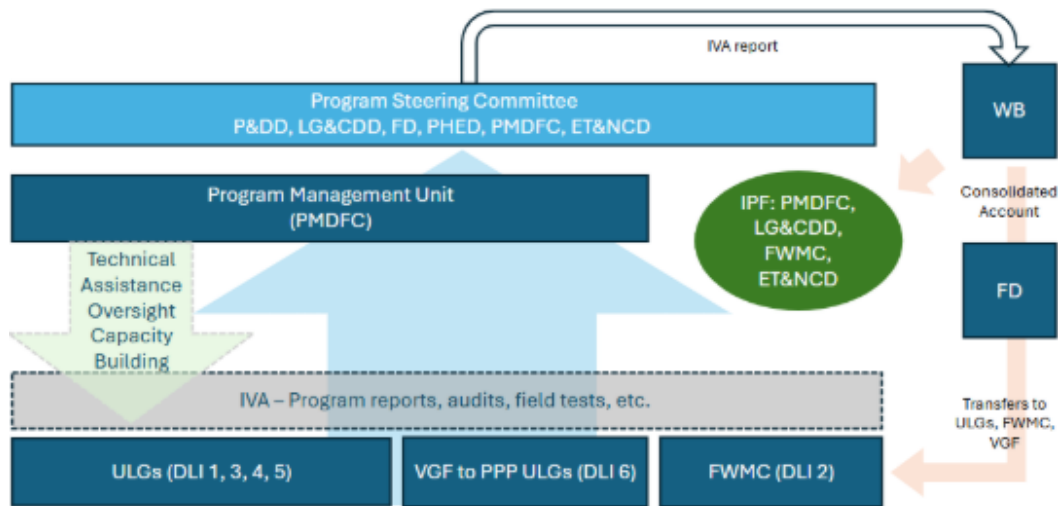 IVA report
Program Steering Committee
P&DD, LG&CDD, FD, PHED, PMDFC, ET&NCD
WB
Program Management Unit
(PMDFC)
IPF: PMDFC,
LG&CDD,
FWMC,
ET&NCD
Consolidated
Account
Technical
Assistance
Oversight
Capacity
Building
FD
IVA – Program reports, audits, field tests, etc.
Transfers to
ULGs, FWMC,
VGF
ULGs (DLI 1, 3, 4, 5)
VGF to PPP ULGs (DLI 6)
FWMC (DLI 2)